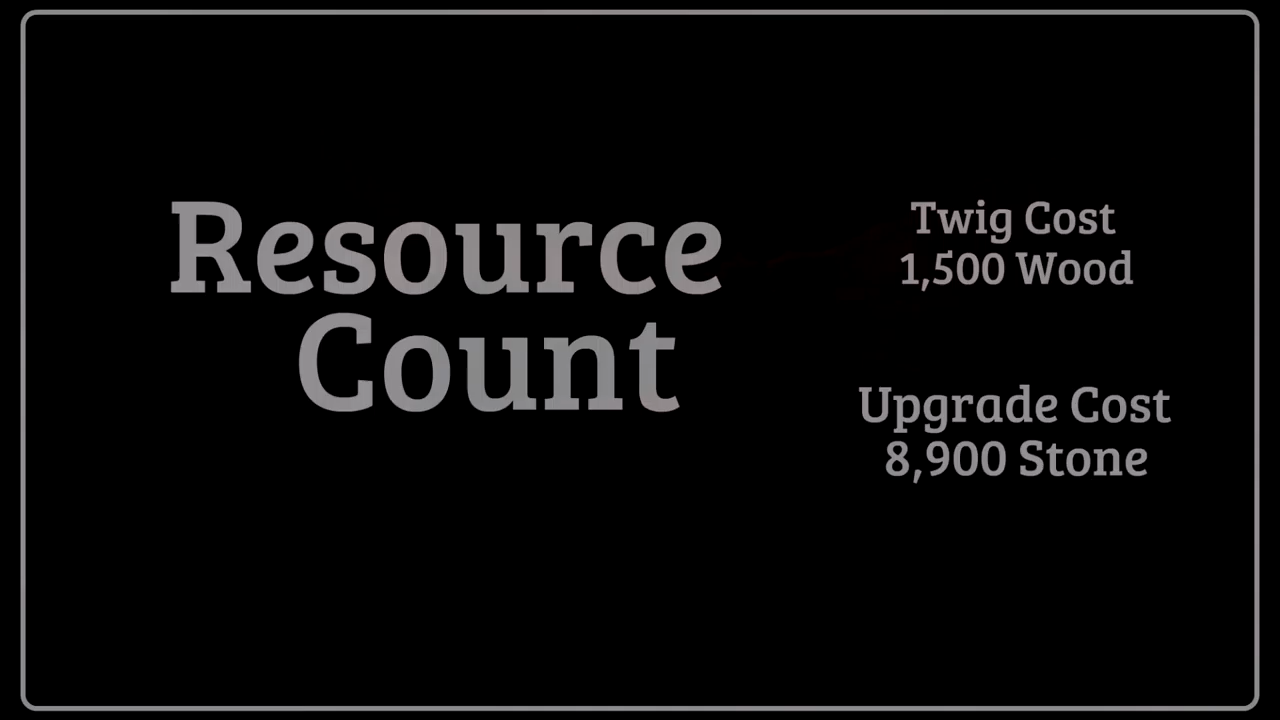 Resource
Count
Twig Cost
1,500 Wood
Upgrade Cost
8,900 Stone